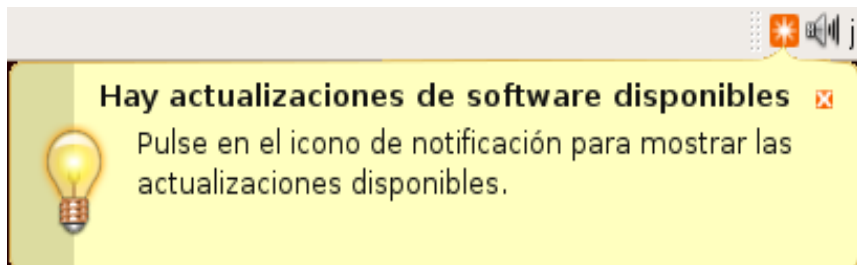 j
Hay actualizaciones de software disponibles
Pulse en el icono de notificación para mostrar las
actualizaciones disponibles.